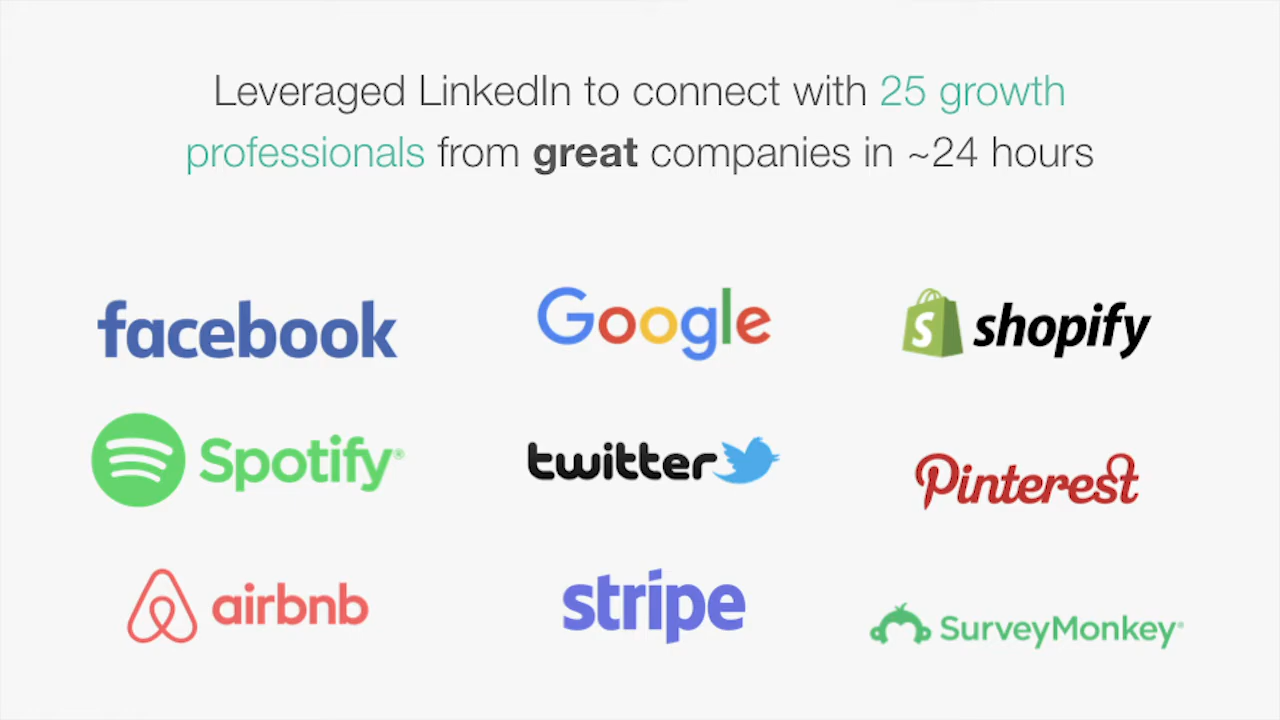 Leveraged LinkedIn to connect with 25 growth
professionals from great companies in ~24 hours
facebook
Google
shopify
Spotify®
twitter
Pinterest
airbnb
stripe
SurveyMonkey®